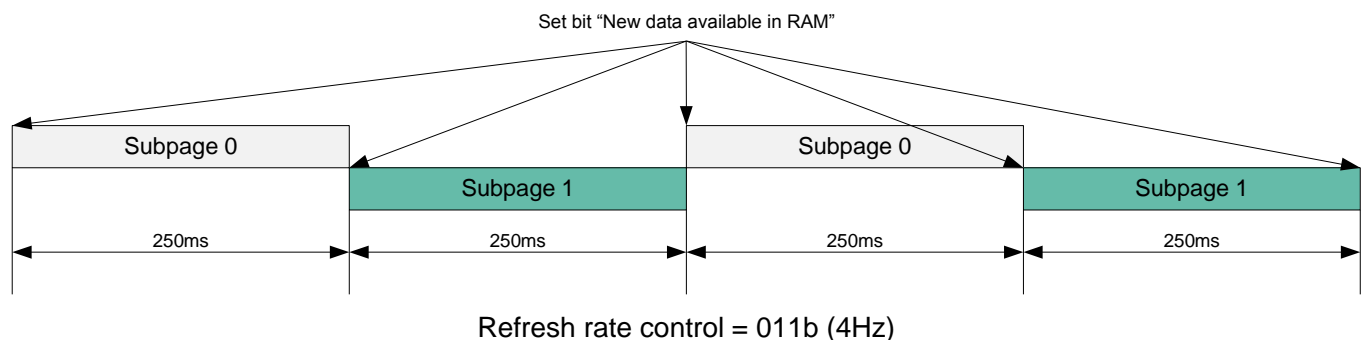 Set bit “New data available in RAM”
Subpage 0
Subpage 0
Subpage 1
Subpage 1
250ms
250ms
250ms
250ms
Refresh rate control = 011b (4Hz)